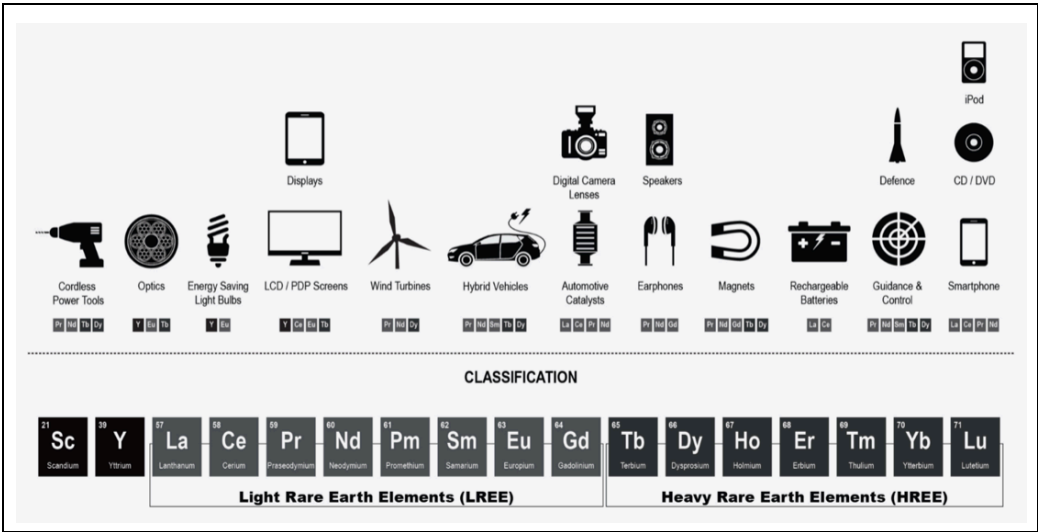 iPod
Displays
Digital Camera
Lenses
Speakers
Defence
CD / DVD
Cordless
Power Tools
Optics
Energy Saving
Light Bulbs
LCD / PDP Screens
Wind Turbines
Hybrid Vehicles
Automotive
Catalysts
Earphones
Magnets
Rechargeable
Batteries
Guidance &
Control
Smartphone
Pr Nd Tb Dy
Y Eu Tb
Y Eu
Y Ce Eu Tb
Pr Nd Dy
Pr Nd Sm Tb Dy
La Ce Pr Nd
Pr Nd Gd
Pr Nd Gd Tb Dy
La Ce
Pr Nd Sm Tb Dy
La Ce Pr Nd
CLASSIFICATION
21
Sc
Scandium
39
Y
Yttrium
57
La
Lanthanum
58
Ce
Cerium
59
Pr
Praseodymium
60
Nd
Neodymium
61
Pm
Promethium
62
Sm
Samarium
63
Eu
Europium
64
Gd
Gadolinium
65
Tb
Terbium
66
Dy
Dysprosium
67
Ho
Holmium
68
Er
Erbium
69
Tm
Thulium
70
Yb
Ytterbium
71
Lu
Lutetium
Light Rare Earth Elements (LREE)
Heavy Rare Earth Elements (HREE)